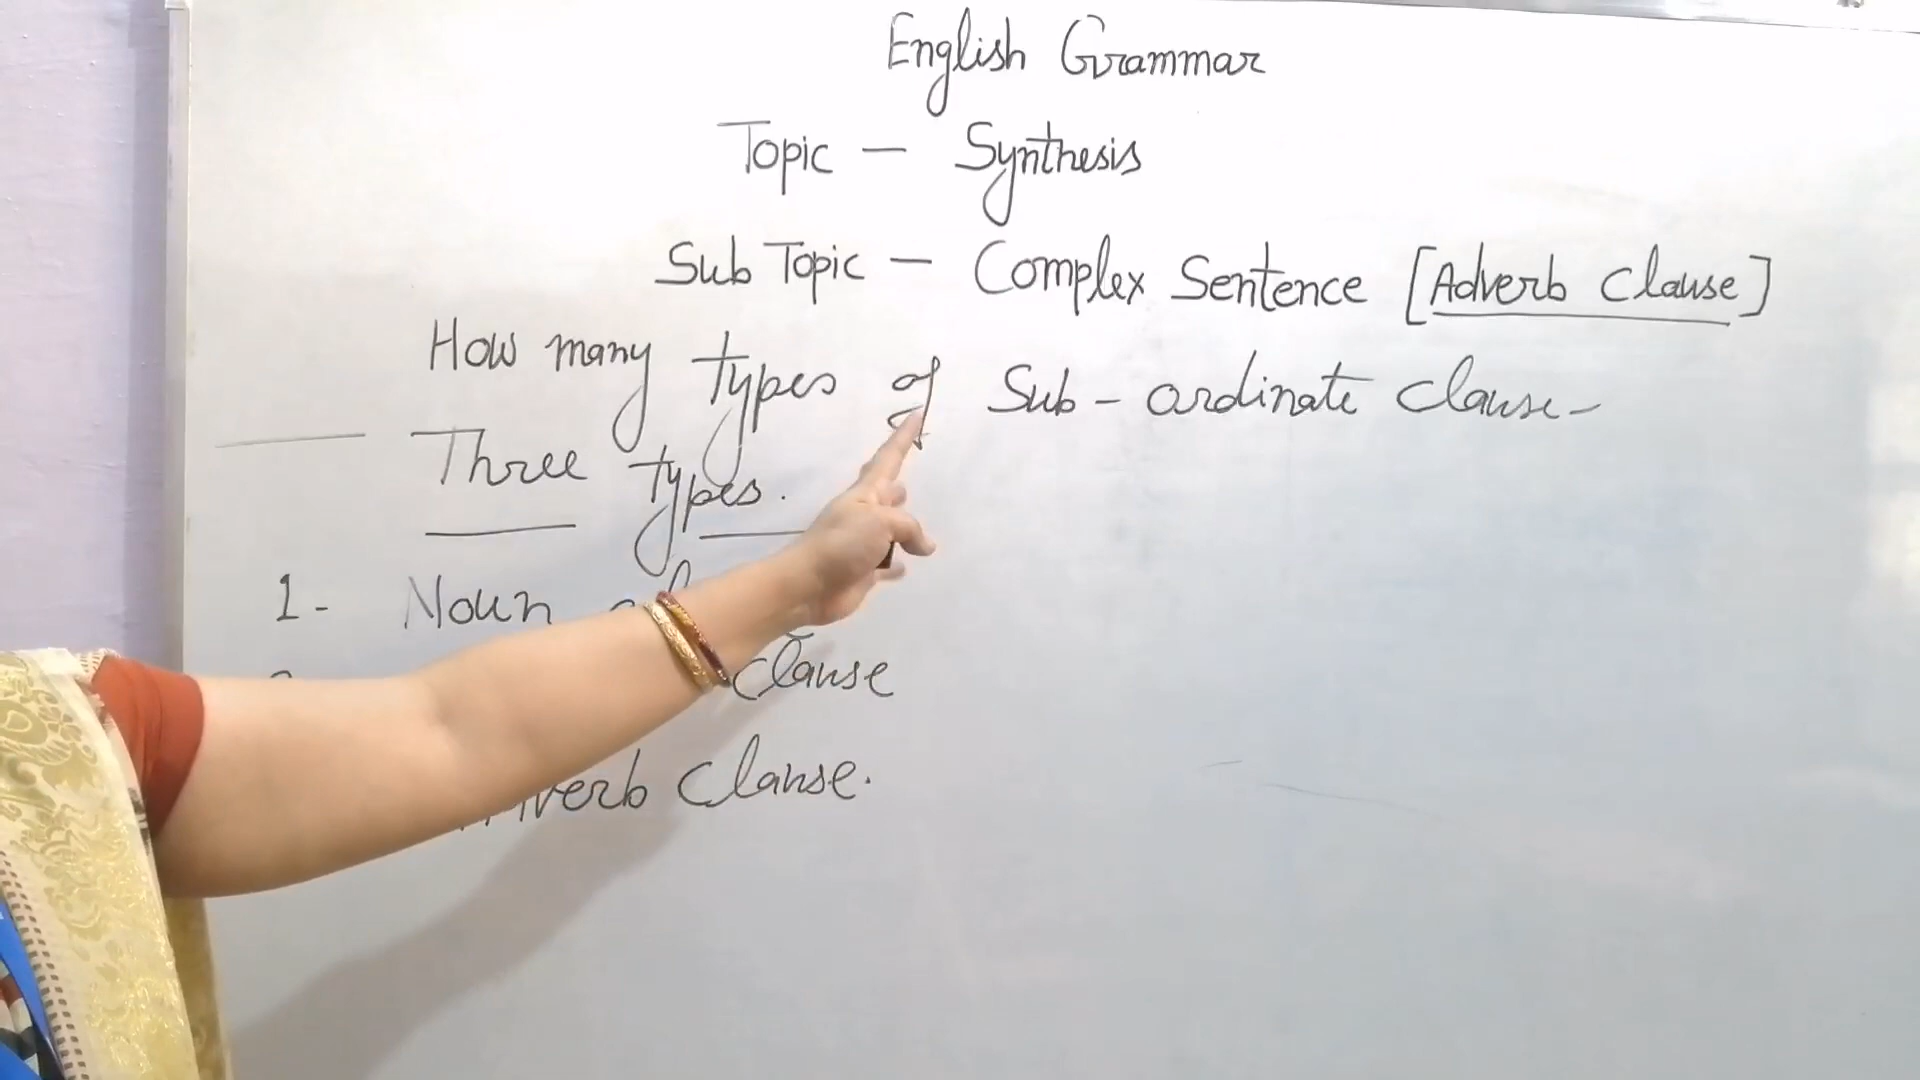 English Grammar
Topic - Synthesis
Sub Topic - Complex Sentence [Adverb Clause]
How many types of Sub-ordinate Clause-
Three types.
1- Noun
clause
Clause.